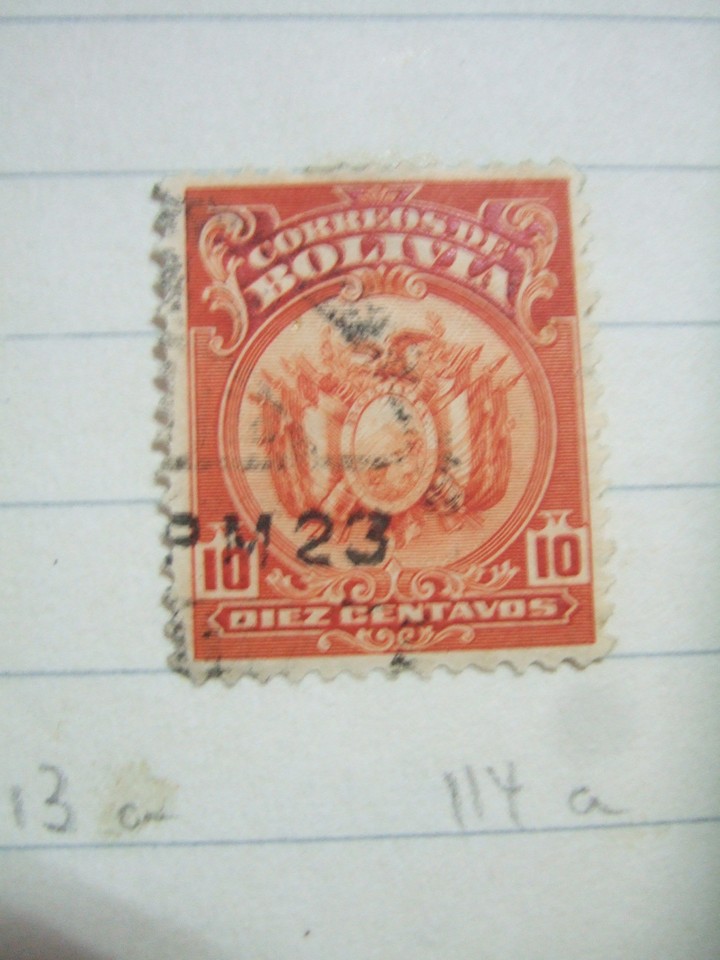 CORREOS DE
BOLIVIA
PM 23
10 10
DIEZ CENTAVOS
13 a 114 a